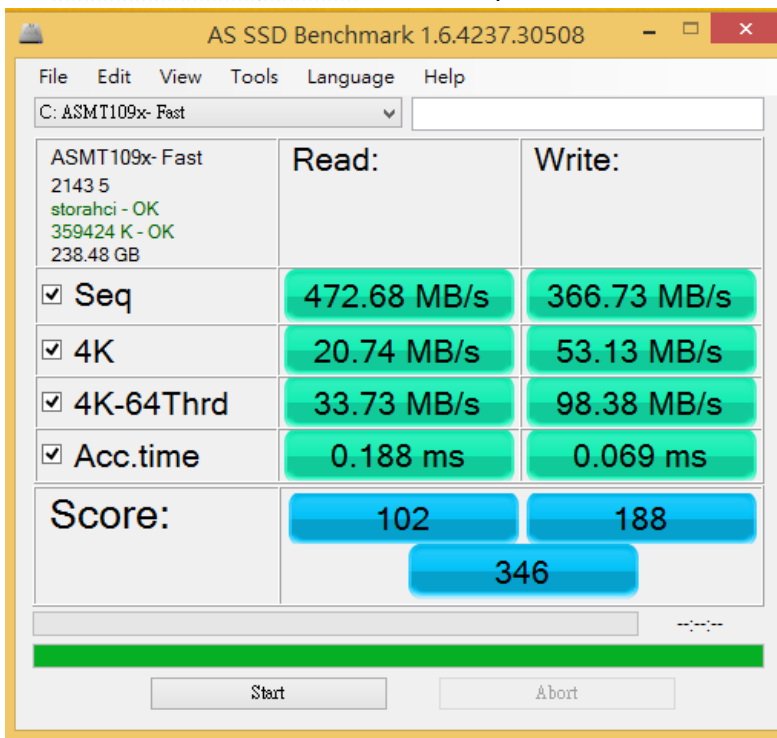 AS SSD Benchmark 1.6.4237.30508
File Edit View Tools Language Help
C: ASMT109x- Fast
ASMT109x- Fast
2143 5
storahci - OK
359424 K - OK
238.48 GB
Read:
Write:
Seq
472.68 MB/s
366.73 MB/s
4K
20.74 MB/s
53.13 MB/s
4K-64Thrd
33.73 MB/s
98.38 MB/s
Acc.time
0.188 ms
0.069 ms
Score:
102
188
346
--:--:--
Start
Abort